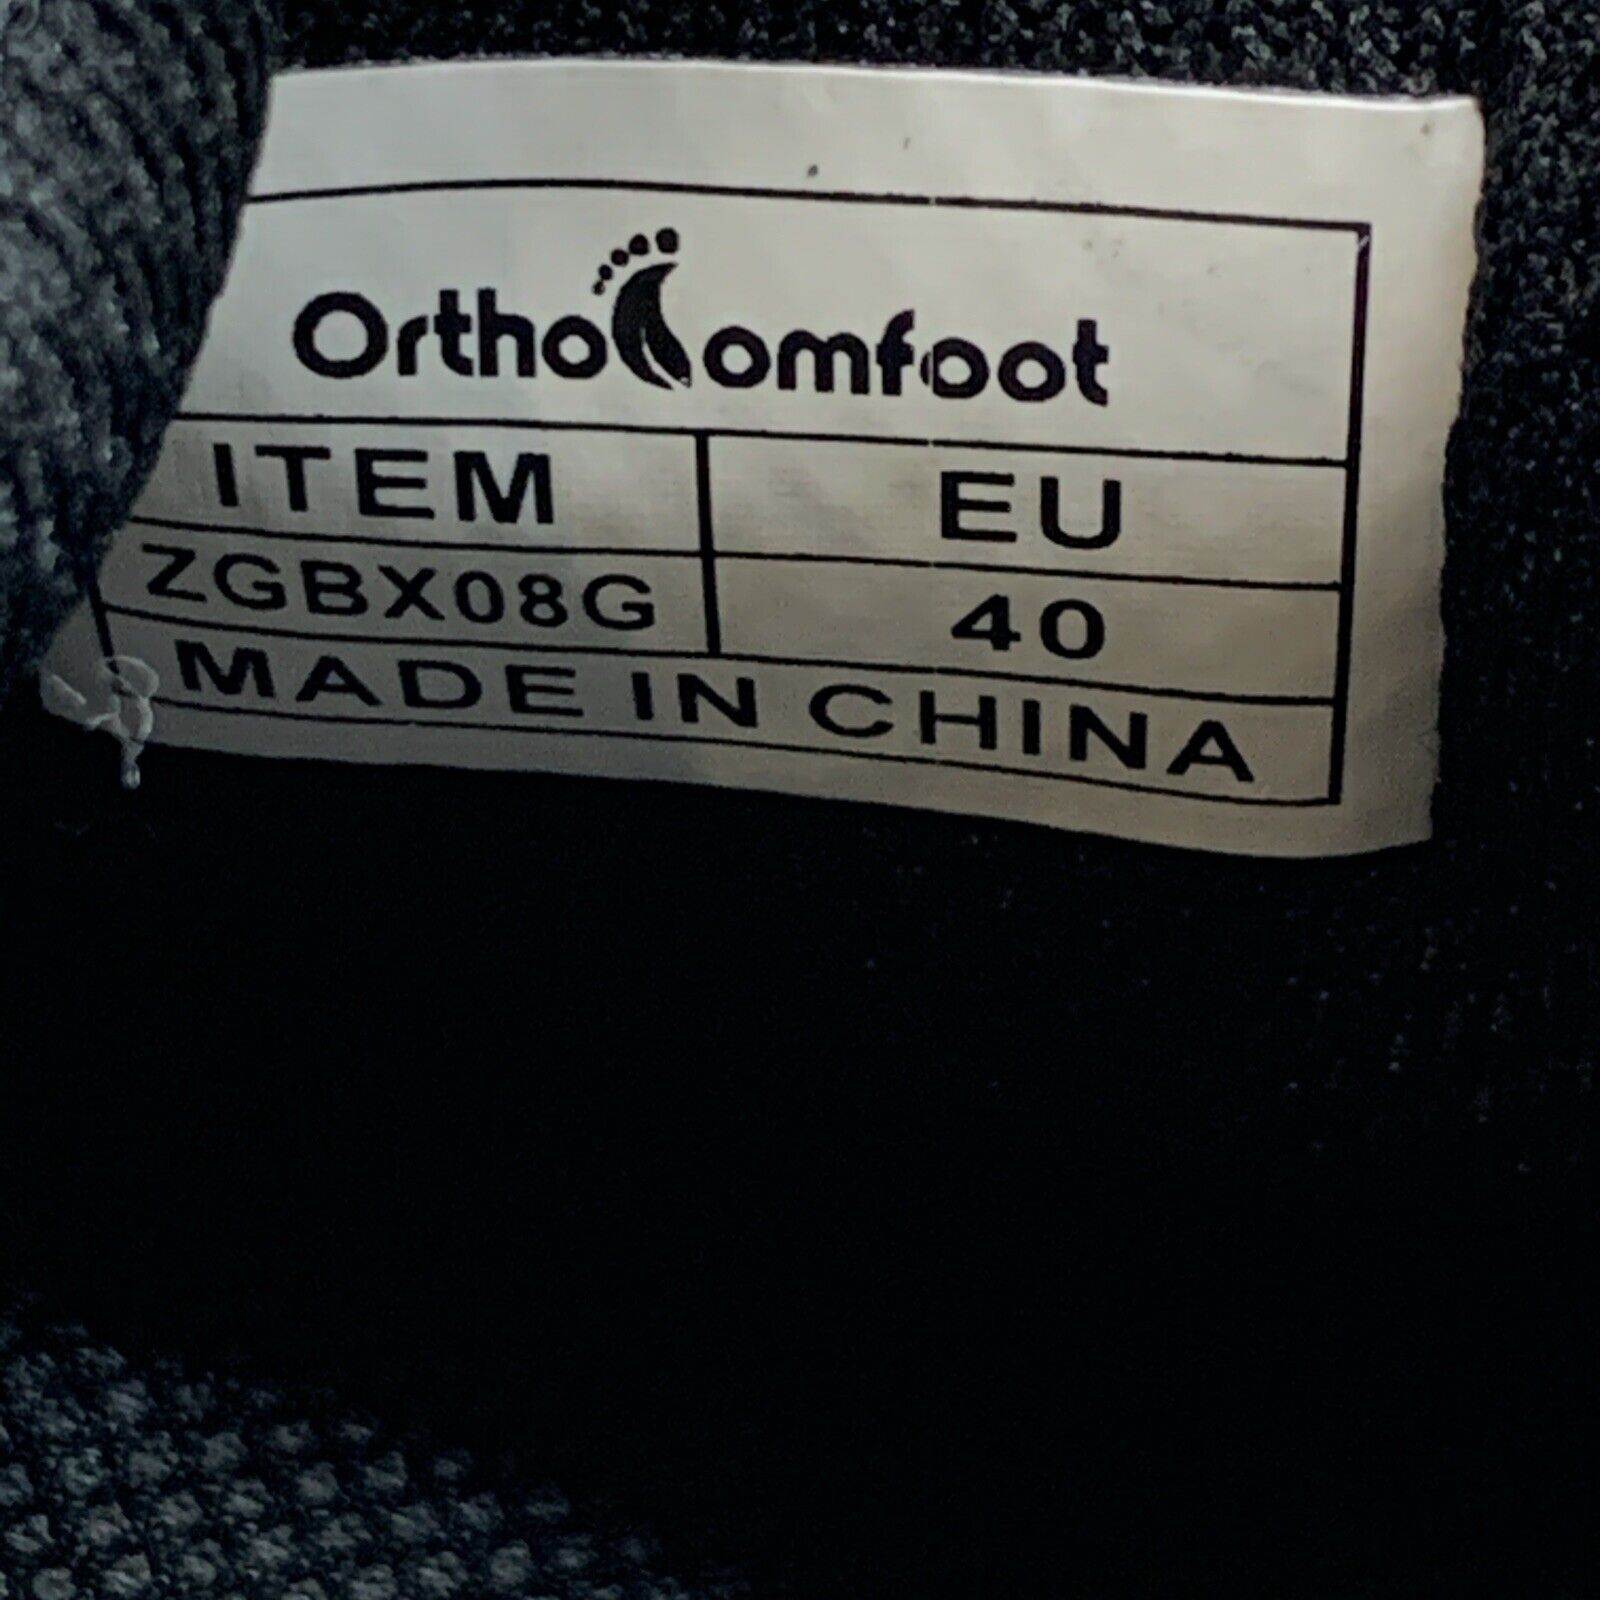 OrthoComfoot
ITEM EU
ZGBX08G 40
MADE IN CHINA